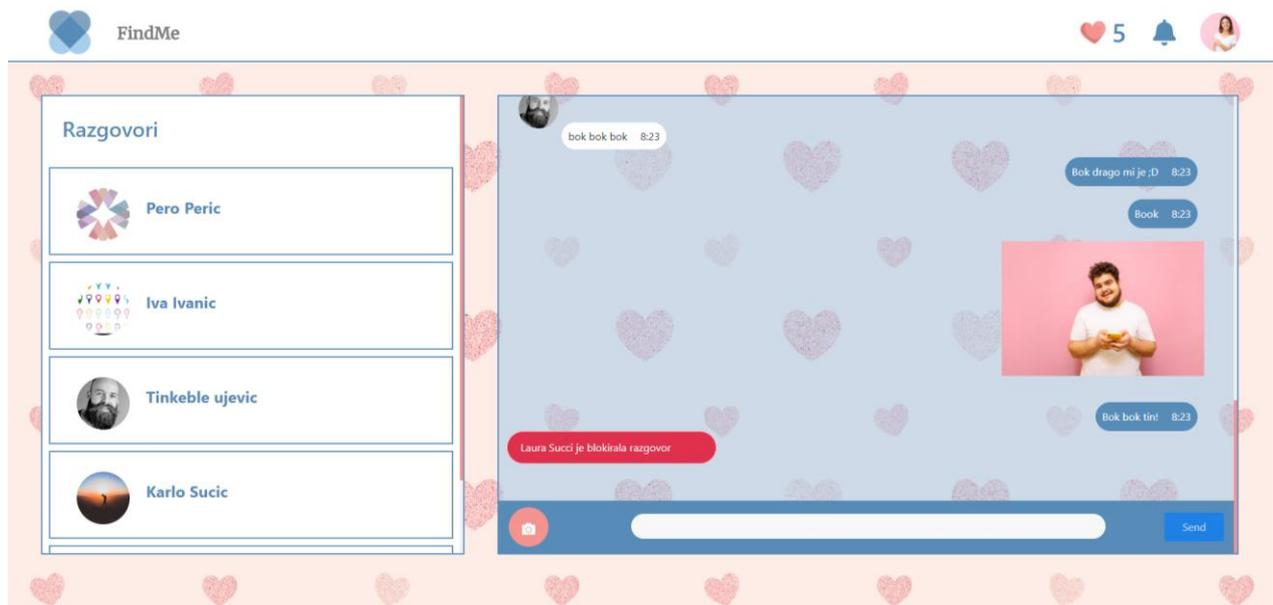 FindMe
5
Razgovori
Pero Peric
Iva Ivanic
Tinkeble ujevic
Karlo Sucic
bok bok bok 8:23
Bok drago mi je ;D 8:23
Book 8:23
Bok bok tin! 8:23
Laura Succi je blokirala razgovor
Send